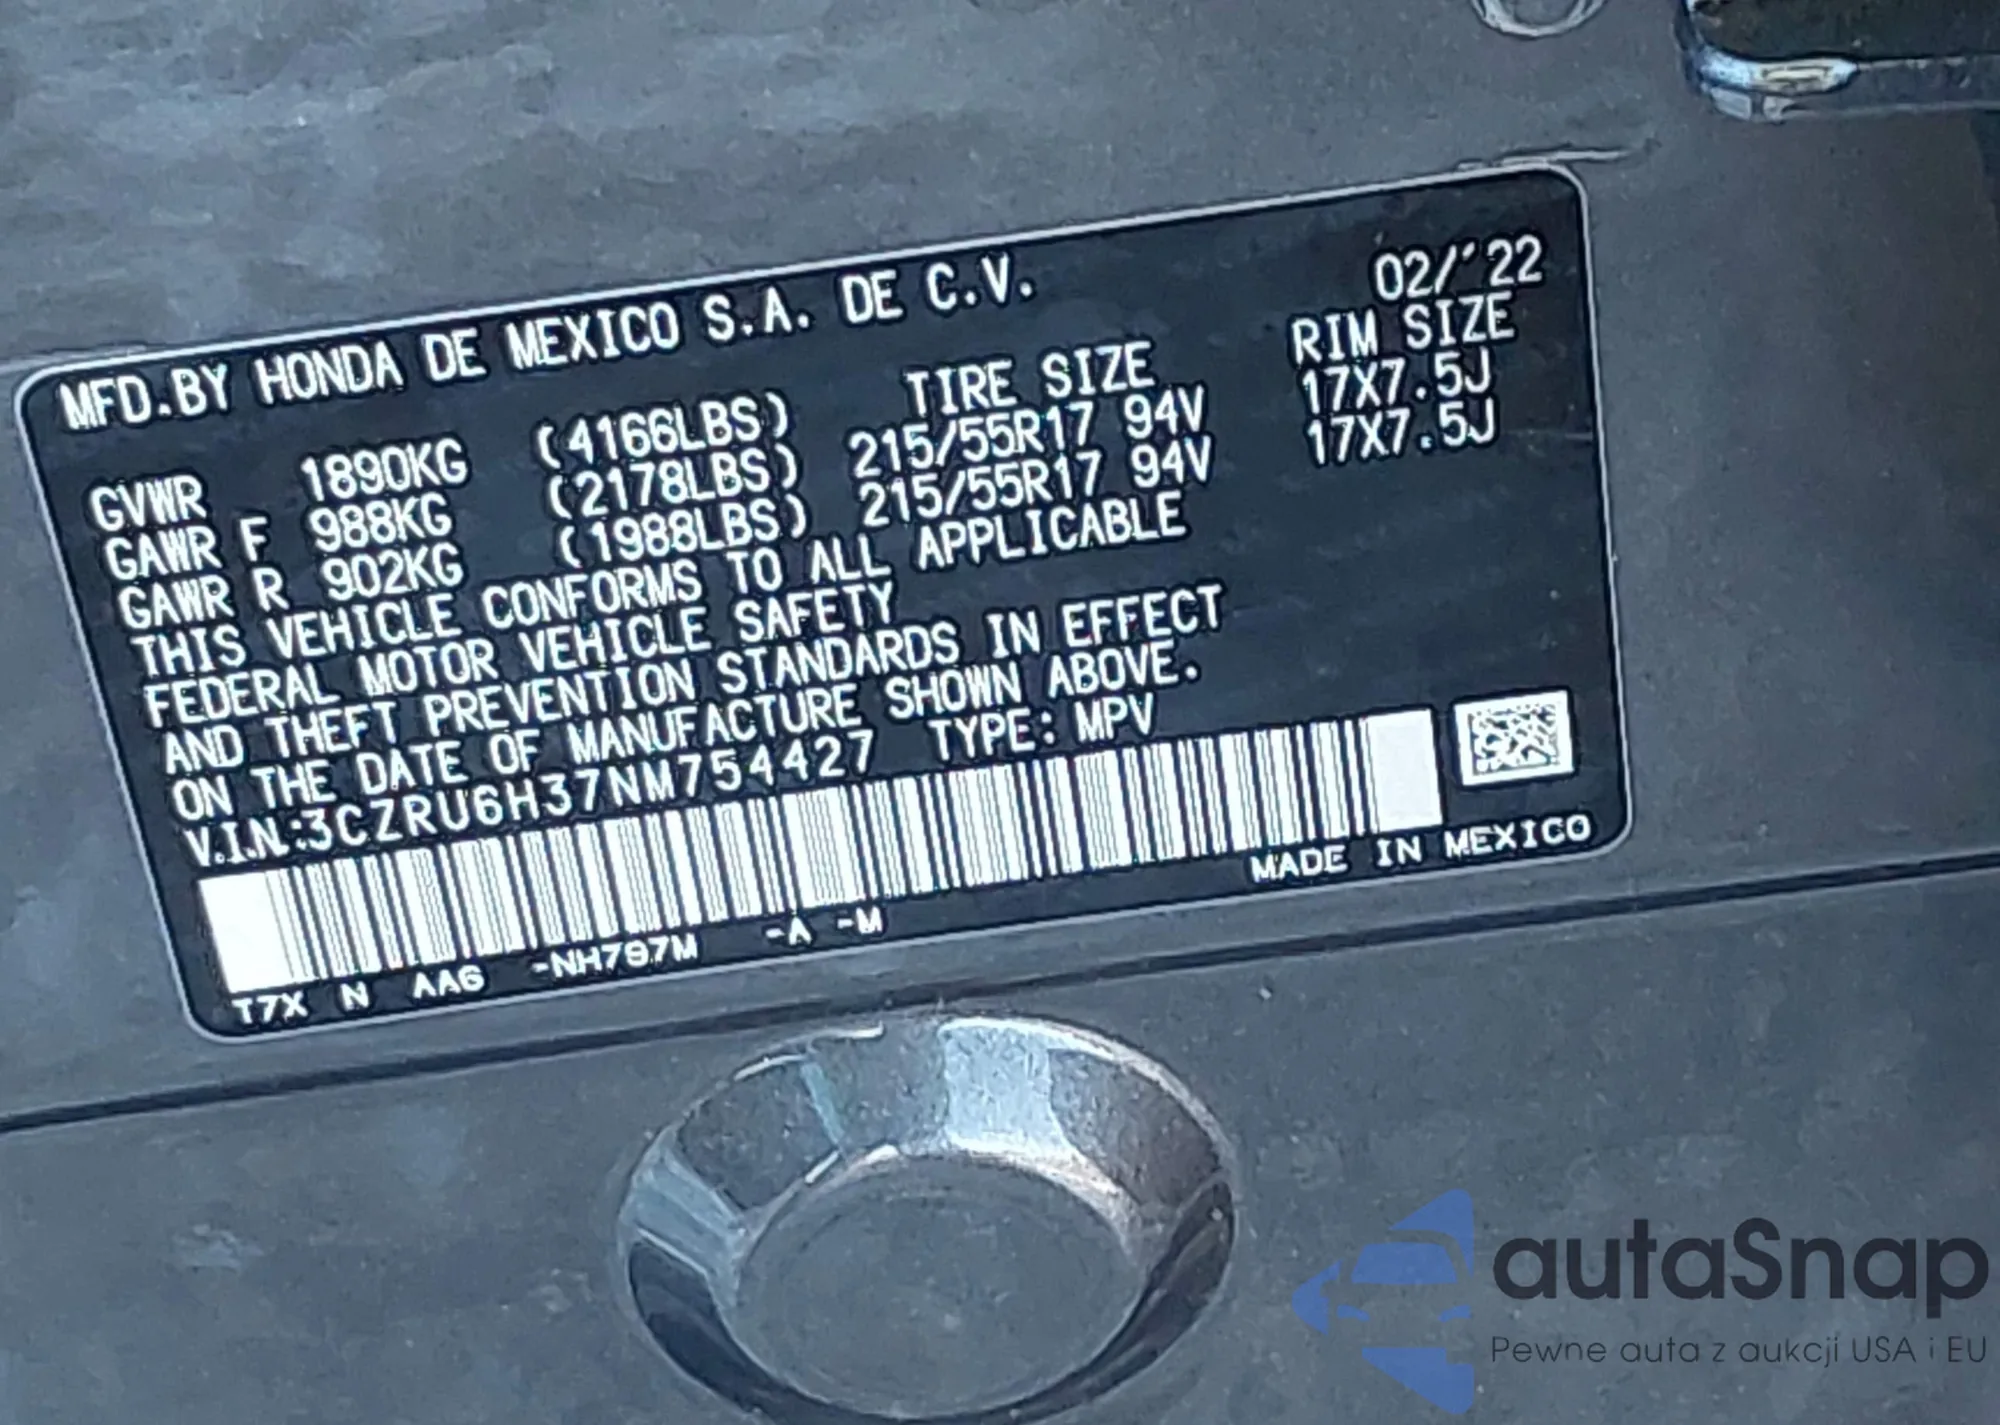 MFD.BY HONDA DE MEXICO S.A. DE C.V. 02/'22
TIRE SIZE RIM SIZE
GVWR 1890KG (4166LBS)
GAWR F 988KG (2178LBS) 215/55R17 94V 17X7.5J
GAWR R 902KG (1988LBS) 215/55R17 94V 17X7.5J
THIS VEHICLE CONFORMS TO ALL APPLICABLE
FEDERAL MOTOR VEHICLE SAFETY
AND THEFT PREVENTION STANDARDS IN EFFECT
ON THE DATE OF MANUFACTURE SHOWN ABOVE.
V.I.N.:3CZRU6H37NM754427 TYPE: MPV
MADE IN MEXICO
T7X N AA6 -NH797M -A -M
autaSnap
Pewne auta z aukcji USA i EU